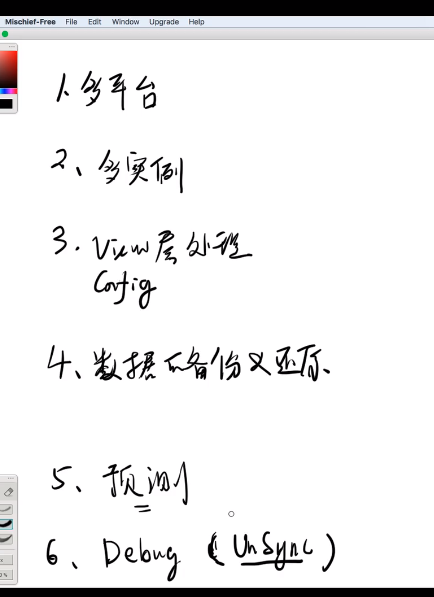 Mischief-Free File Edit Window Upgrade Help
1、多平台
2、多实例
3. View层处理
Config
4、数据的备份及还原、
5、预测
6、Debug (UnSync)